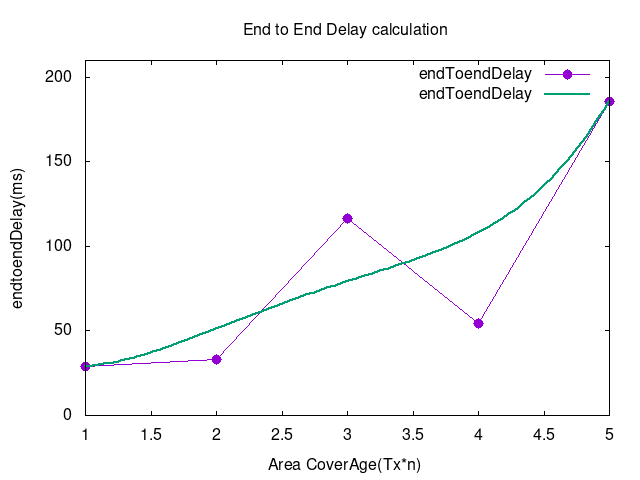 End to End Delay calculation
endToendDelay
endToendDelay
200
150
100
50
0
endtoendDelay(ms)
1 1.5 2 2.5 3 3.5 4 4.5 5
Area CoverAge(Tx*n)